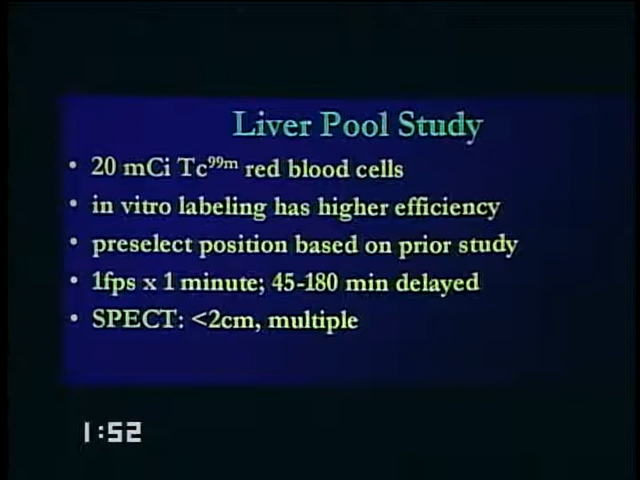 Liver Pool Study
• 20 mCi Tc⁹⁹ᵐ red blood cells
• in vitro labeling has higher efficiency
• preselect position based on prior study
• 1fps x 1 minute; 45-180 min delayed
• SPECT: <2cm, multiple
1:52